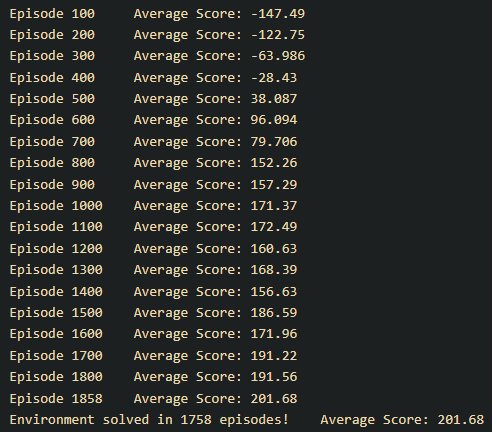 Episode 100 Average Score: -147.49
Episode 200 Average Score: -122.75
Episode 300 Average Score: -63.986
Episode 400 Average Score: -28.43
Episode 500 Average Score: 38.087
Episode 600 Average Score: 96.094
Episode 700 Average Score: 79.706
Episode 800 Average Score: 152.26
Episode 900 Average Score: 157.29
Episode 1000 Average Score: 171.37
Episode 1100 Average Score: 172.49
Episode 1200 Average Score: 160.63
Episode 1300 Average Score: 168.39
Episode 1400 Average Score: 156.63
Episode 1500 Average Score: 186.59
Episode 1600 Average Score: 171.96
Episode 1700 Average Score: 191.22
Episode 1800 Average Score: 191.56
Episode 1858 Average Score: 201.68
Environment solved in 1758 episodes! Average Score: 201.68